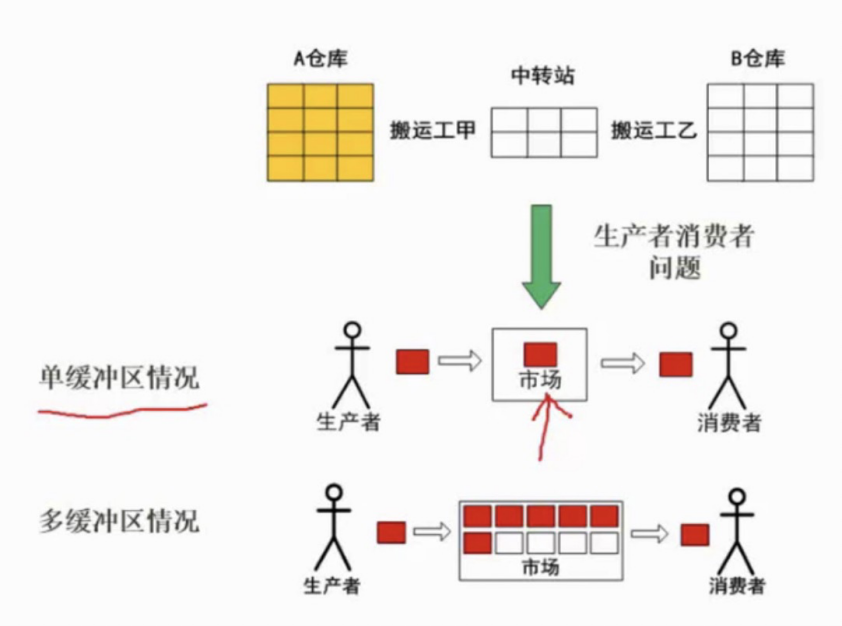 A仓库
中转站
B仓库
搬运工甲
搬运工乙
生产者消费者
问题
单缓冲区情况
市场
生产者
消费者
多缓冲区情况
市场
生产者
消费者